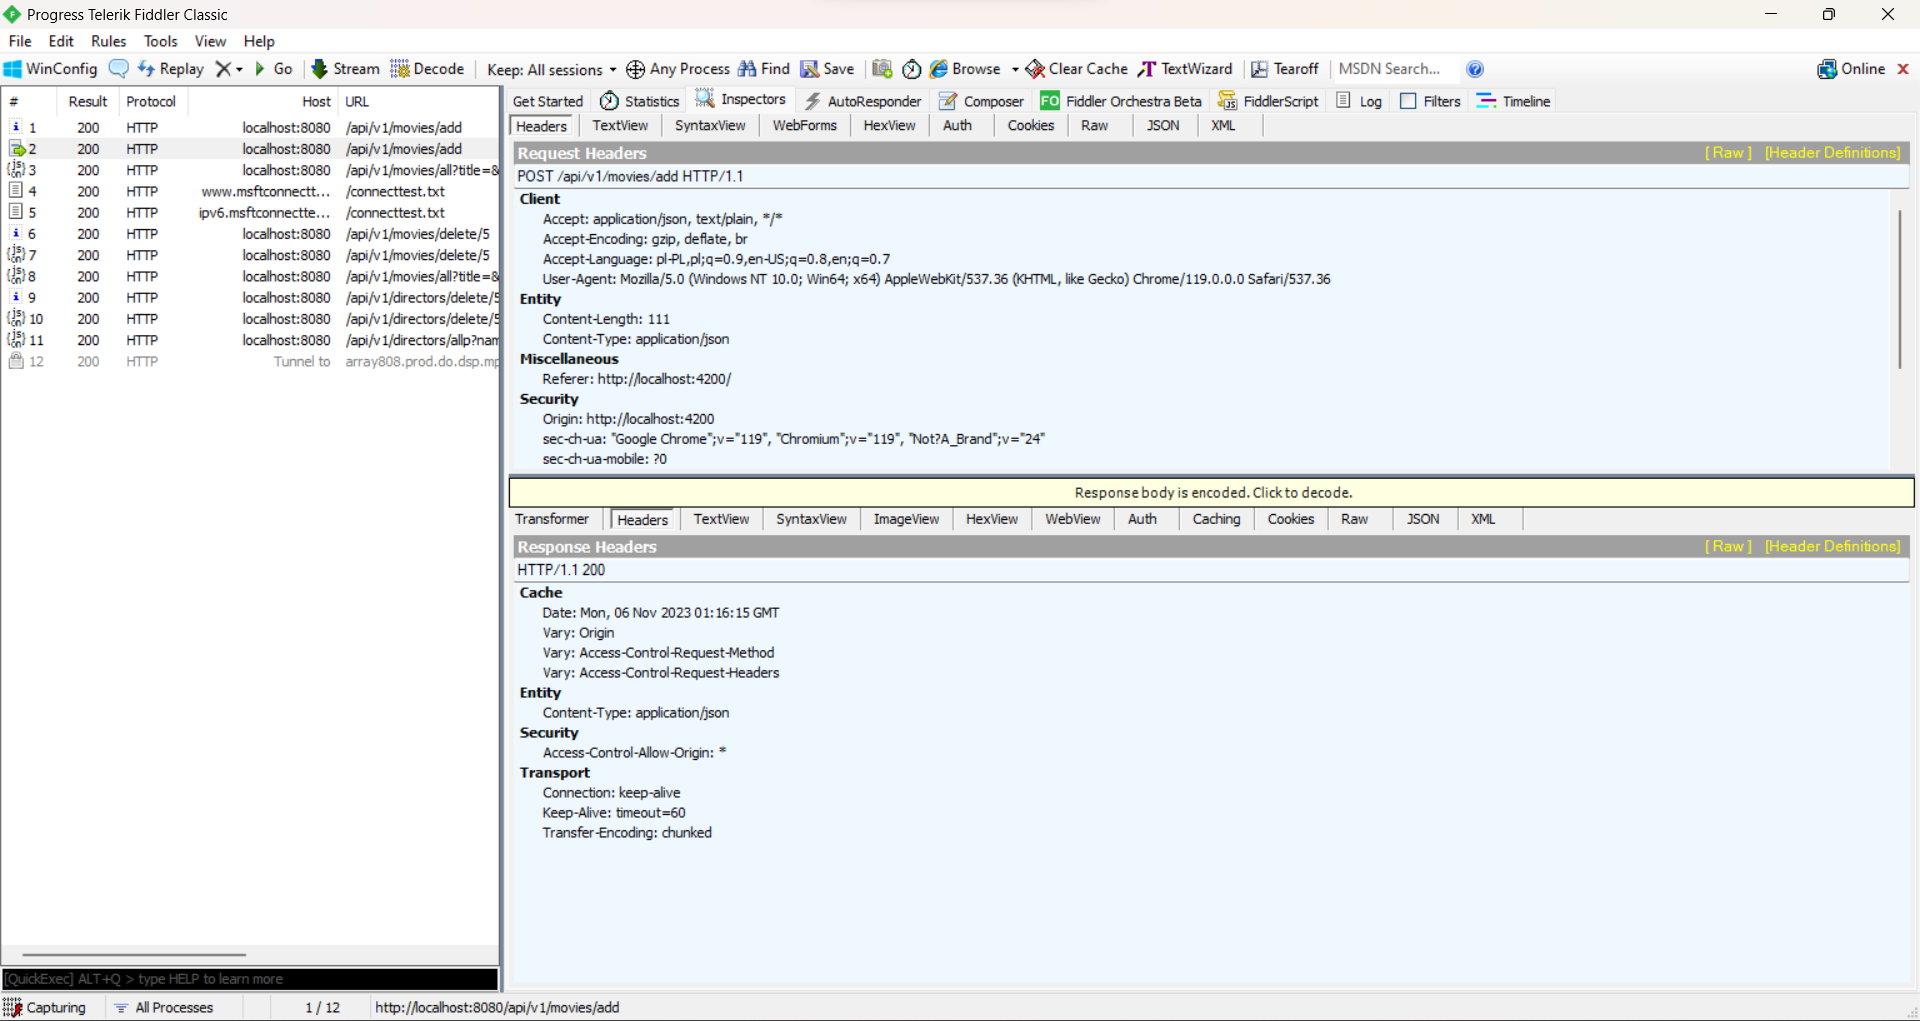 Progress Telerik Fiddler Classic
File Edit Rules Tools View Help
WinConfig Replay Go Stream Decode Keep: All sessions Any Process Find Save Browse Clear Cache TextWizard Tearoff MSDN Search... Online
# Result Protocol Host URL
1 200 HTTP localhost:8080 /api/v1/movies/add
2 200 HTTP localhost:8080 /api/v1/movies/add
3 200 HTTP localhost:8080 /api/v1/movies/all?title=&
4 200 HTTP www.msftconnectt... /connecttest.txt
5 200 HTTP ipv6.msftconnectte... /connecttest.txt
6 200 HTTP localhost:8080 /api/v1/movies/delete/5
7 200 HTTP localhost:8080 /api/v1/movies/delete/5
8 200 HTTP localhost:8080 /api/v1/movies/all?title=&
9 200 HTTP localhost:8080 /api/v1/directors/delete/5
10 200 HTTP localhost:8080 /api/v1/directors/delete/5
11 200 HTTP localhost:8080 /api/v1/directors/allp?nam
12 200 HTTP Tunnel to array808.prod.do.dsp.mp
[QuickExec] ALT+Q > type HELP to learn more
Get Started Statistics Inspectors AutoResponder Composer FO Fiddler Orchestra Beta FiddlerScript Log Filters Timeline
Headers TextView SyntaxView WebForms HexView Auth Cookies Raw JSON XML
Request Headers [ Raw ] [Header Definitions]
POST /api/v1/movies/add HTTP/1.1
Client
Accept: application/json, text/plain, */*
Accept-Encoding: gzip, deflate, br
Accept-Language: pl-PL,pl;q=0.9,en-US;q=0.8,en;q=0.7
User-Agent: Mozilla/5.0 (Windows NT 10.0; Win64; x64) AppleWebKit/537.36 (KHTML, like Gecko) Chrome/119.0.0.0 Safari/537.36
Entity
Content-Length: 111
Content-Type: application/json
Miscellaneous
Referer: http://localhost:4200/
Security
Origin: http://localhost:4200
sec-ch-ua: "Google Chrome";v="119", "Chromium";v="119", "Not?A_Brand";v="24"
sec-ch-ua-mobile: ?0
Response body is encoded. Click to decode.
Transformer Headers TextView SyntaxView ImageView HexView WebView Auth Caching Cookies Raw JSON XML
Response Headers [ Raw ] [Header Definitions]
HTTP/1.1 200
Cache
Date: Mon, 06 Nov 2023 01:16:15 GMT
Vary: Origin
Vary: Access-Control-Request-Method
Vary: Access-Control-Request-Headers
Entity
Content-Type: application/json
Security
Access-Control-Allow-Origin: *
Transport
Connection: keep-alive
Keep-Alive: timeout=60
Transfer-Encoding: chunked
Capturing All Processes 1 / 12 http://localhost:8080/api/v1/movies/add